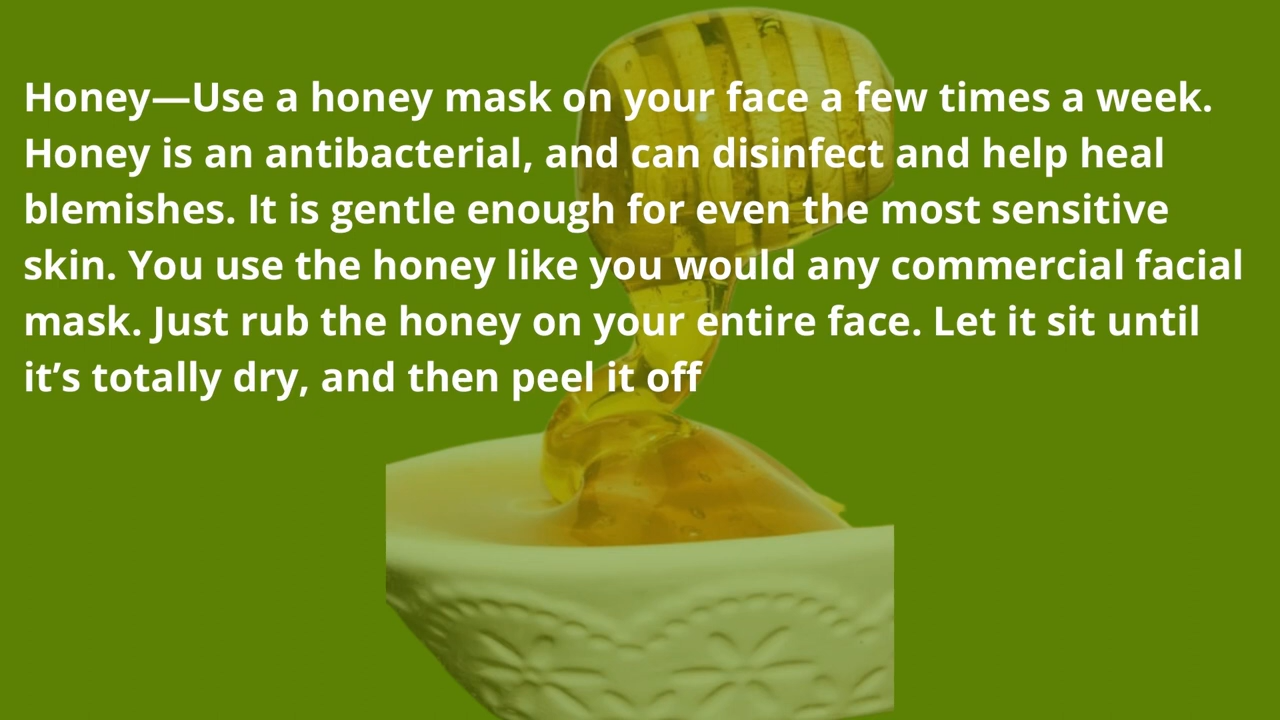 Honey—Use a honey mask on your face a few times a week.
Honey is an antibacterial, and can disinfect and help heal
blemishes. It is gentle enough for even the most sensitive
skin. You use the honey like you would any commercial facial
mask. Just rub the honey on your entire face. Let it sit until
it’s totally dry, and then peel it off